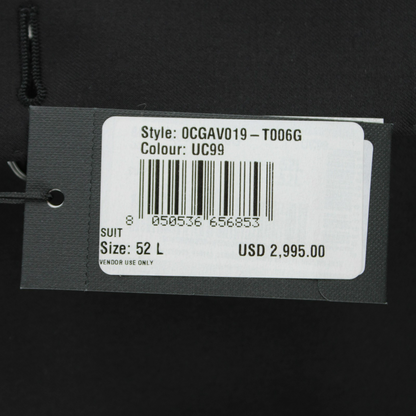 Style: 0CGAV019-T006G
Colour: UC99
8 050536 656853
SUIT
Size: 52 L USD 2,995.00
VENDOR USE ONLY